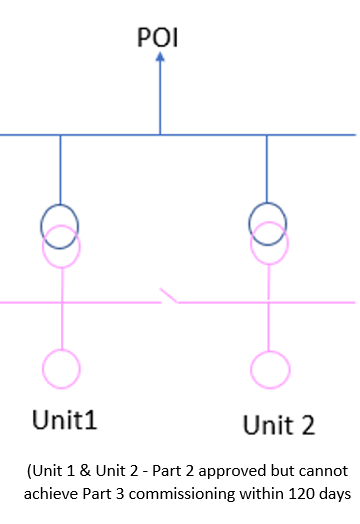 POI
Unit1
Unit 2
(Unit 1 & Unit 2 - Part 2 approved but cannot
achieve Part 3 commissioning within 120 days